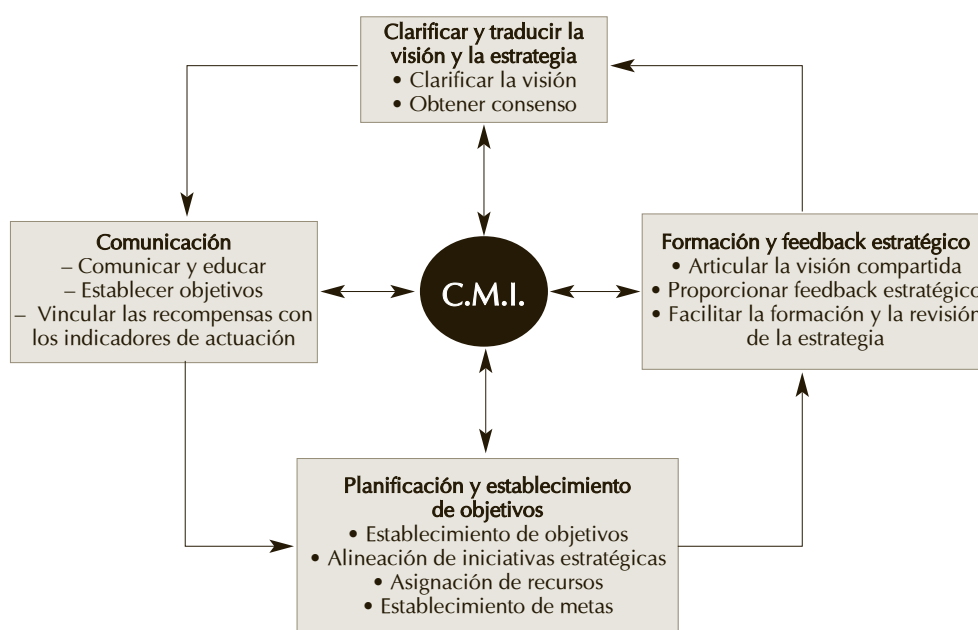 Clarificar y traducir la
visión y la estrategia
• Clarificar la visión
• Obtener consenso
Comunicación
– Comunicar y educar
– Establecer objetivos
– Vincular las recompensas con
los indicadores de actuación
C.M.I.
Formación y feedback estratégico
• Articular la visión compartida
• Proporcionar feedback estratégico
• Facilitar la formación y la revisión
de la estrategia
Planificación y establecimiento
de objetivos
• Establecimiento de objetivos
• Alineación de iniciativas estratégicas
• Asignación de recursos
• Establecimiento de metas